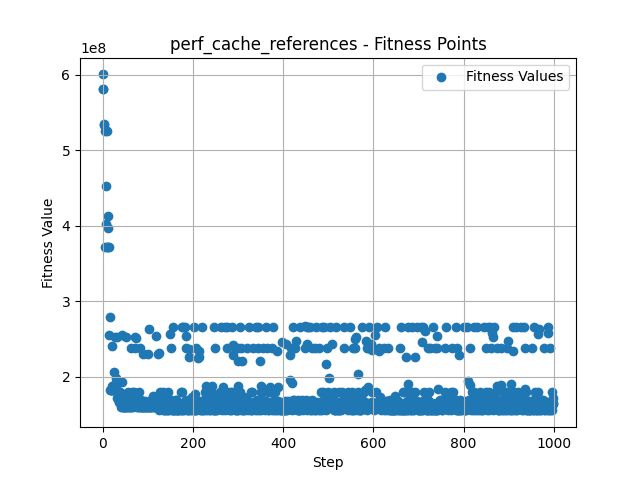 perf_cache_references - Fitness Points
1e8
Fitness Values
6
5
4
3
2
Fitness Value
0
200
400
600
800
1000
Step